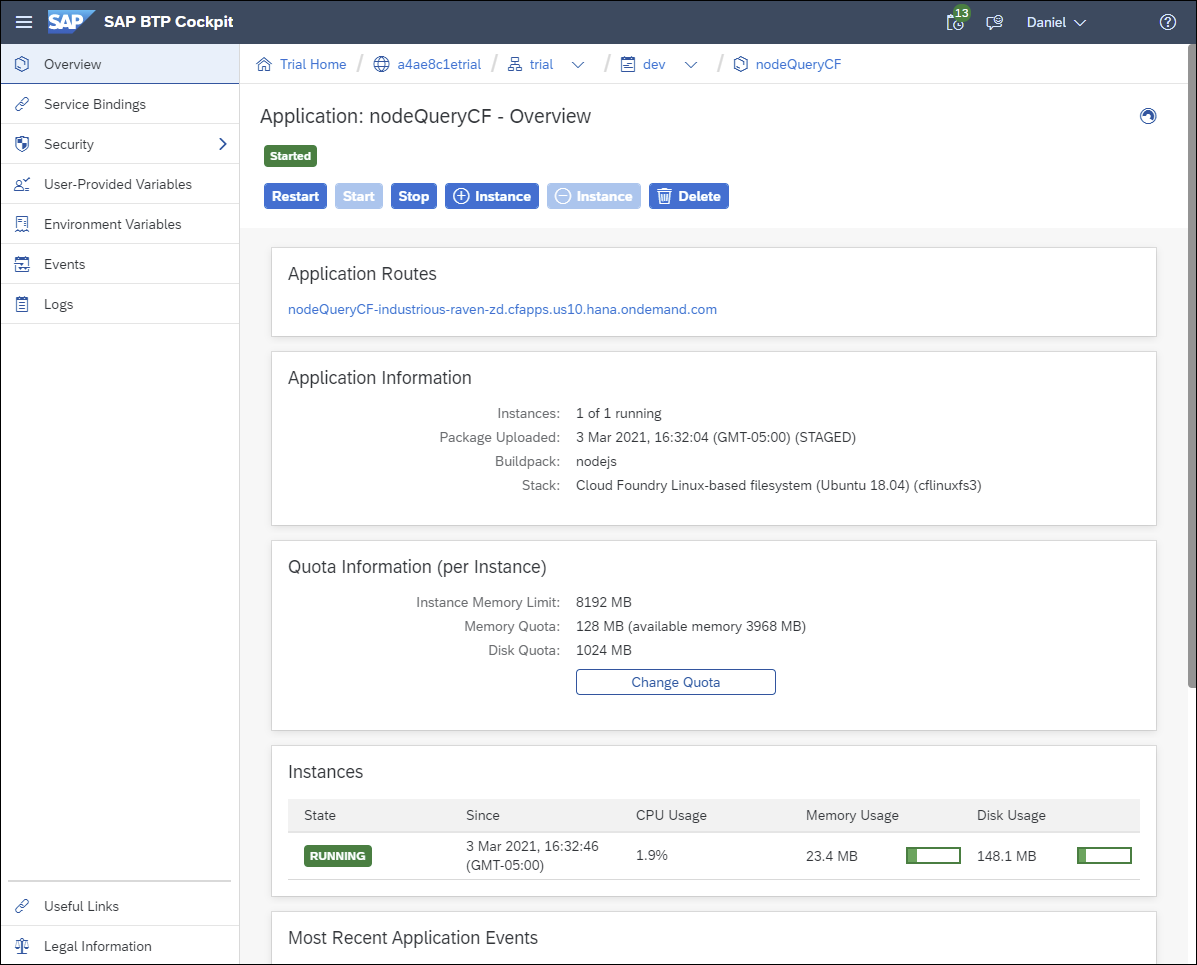 SAP SAP BTP Cockpit 13 Daniel
Overview
Service Bindings
Security
User-Provided Variables
Environment Variables
Events
Logs
Useful Links
Legal Information
Trial Home / a4ae8c1etrial / trial / dev / nodeQueryCF
Application: nodeQueryCF - Overview
Started
Restart Start Stop Instance Instance Delete
Application Routes
nodeQueryCF-industrious-raven-zd.cfapps.us10.hana.ondemand.com
Application Information
Instances: 1 of 1 running
Package Uploaded: 3 Mar 2021, 16:32:04 (GMT-05:00) (STAGED)
Buildpack: nodejs
Stack: Cloud Foundry Linux-based filesystem (Ubuntu 18.04) (cflinuxfs3)
Quota Information (per Instance)
Instance Memory Limit: 8192 MB
Memory Quota: 128 MB (available memory 3968 MB)
Disk Quota: 1024 MB
Change Quota
Instances
State Since CPU Usage Memory Usage Disk Usage
RUNNING 3 Mar 2021, 16:32:46 (GMT-05:00) 1.9% 23.4 MB 148.1 MB
Most Recent Application Events